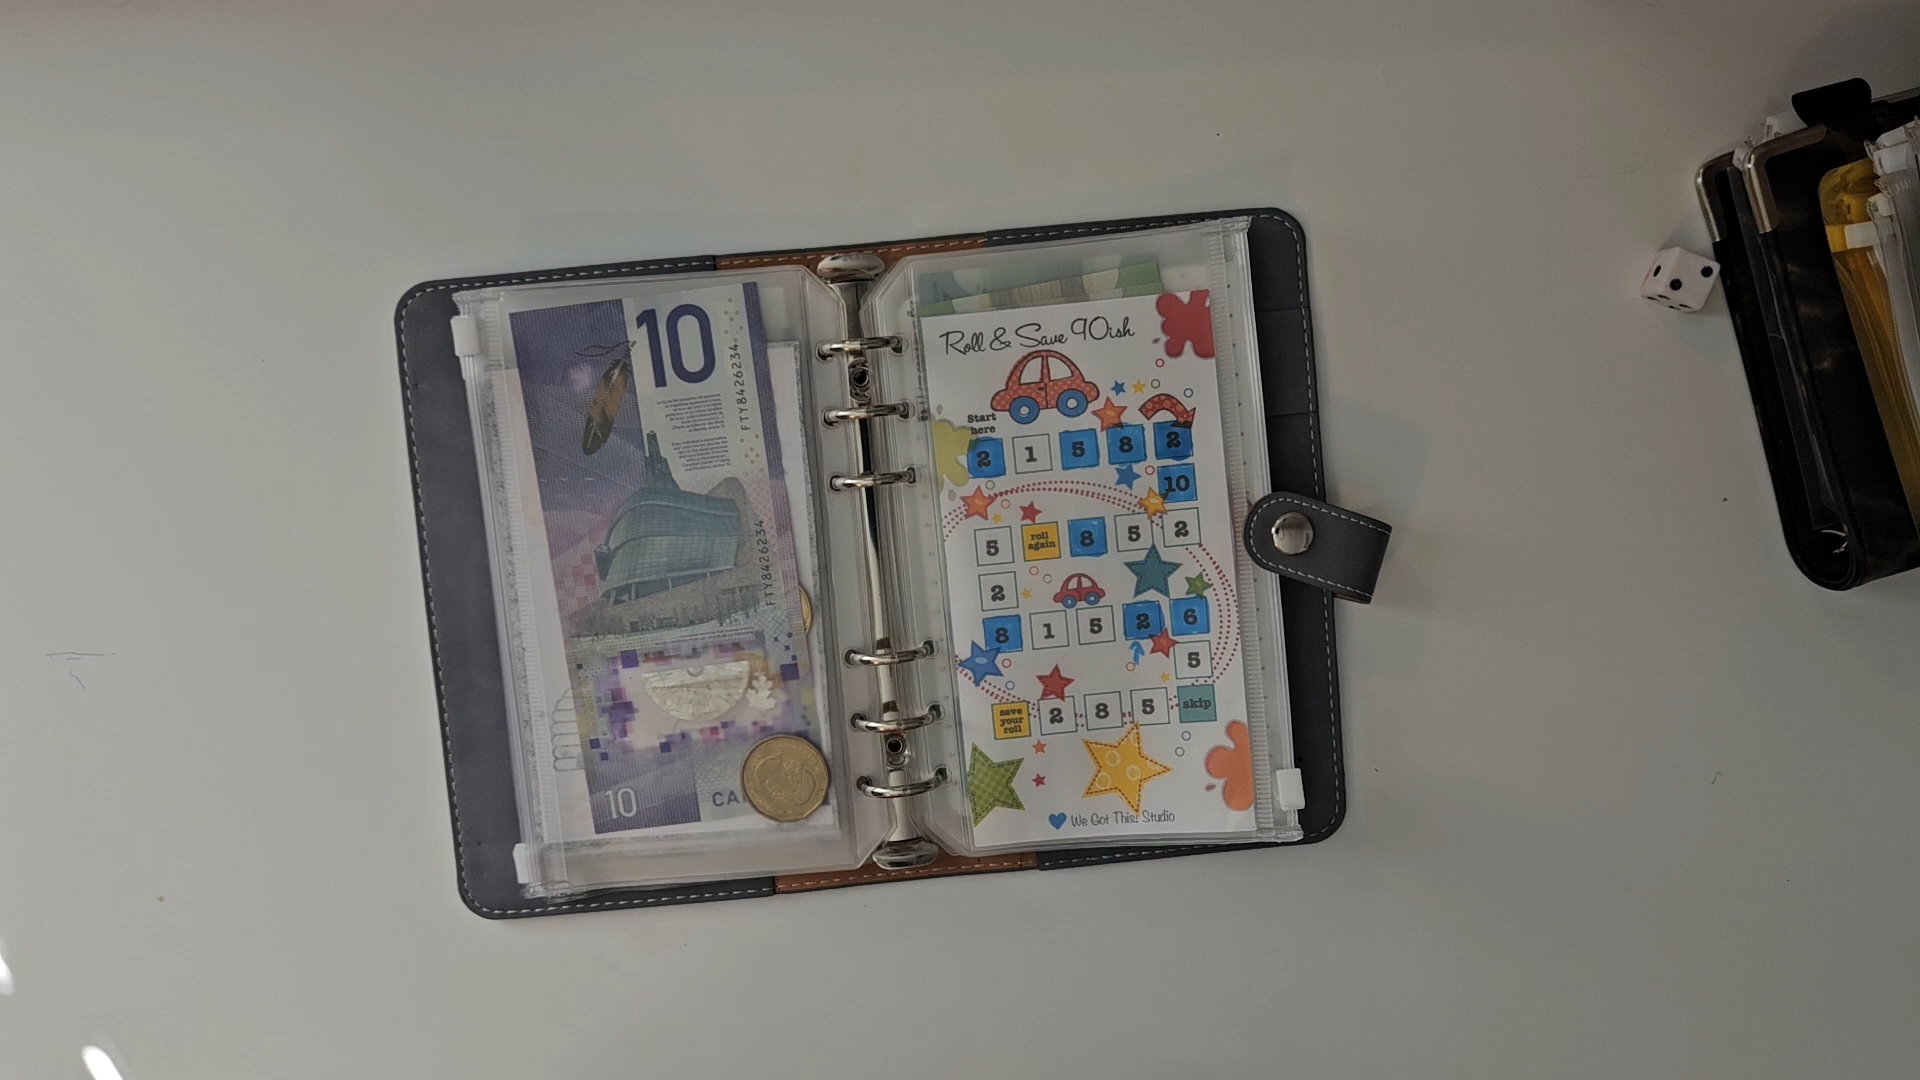 10
FTY8426234
FTY8426234
10
CA
Roll & Save 90ish
Start
here
2 1 5 8 2
10
5 roll again 8 5 2
2
8 1 5 2 6
5
save your roll 2 8 5 skip
We Got This! Studio